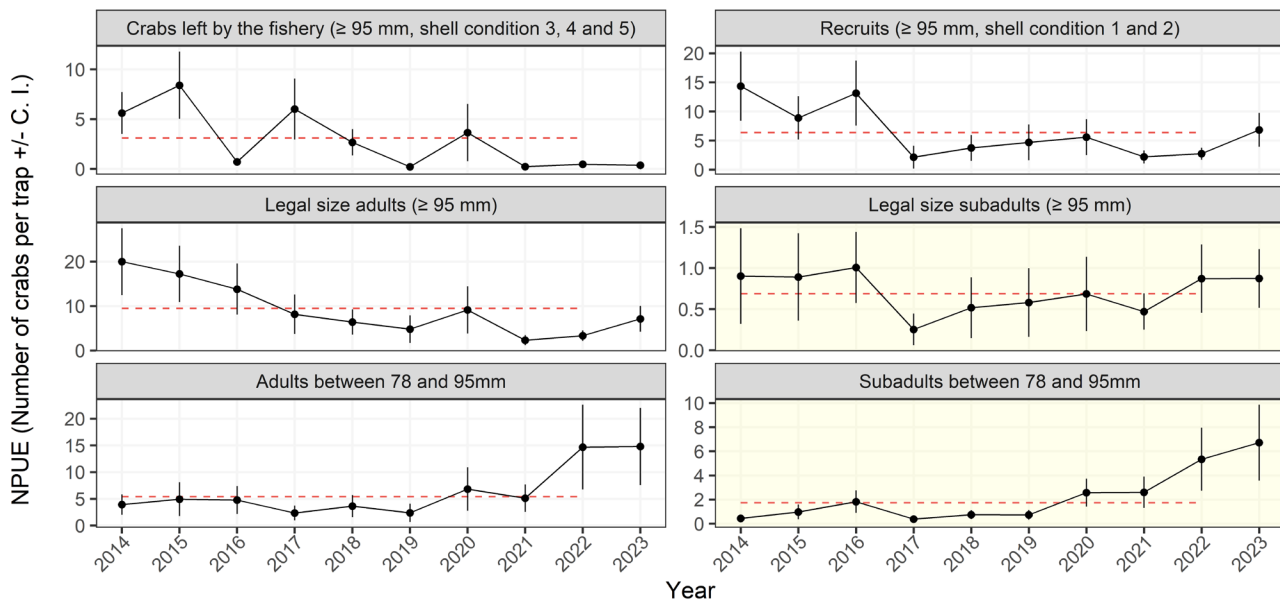 Crabs left by the fishery (≥ 95 mm, shell condition 3, 4 and 5)
Recruits (≥ 95 mm, shell condition 1 and 2)
10
5
0
20
15
10
5
0
Legal size adults (≥ 95 mm)
Legal size subadults (≥ 95 mm)
20
10
0
1.5
1.0
0.5
0.0
Adults between 78 and 95mm
Subadults between 78 and 95mm
20
15
10
5
0
10
8
6
4
2
0
2014 2015 2016 2017 2018 2019 2020 2021 2022 2023
2014 2015 2016 2017 2018 2019 2020 2021 2022 2023
NPUE (Number of crabs per trap +/- C. I.)
Year